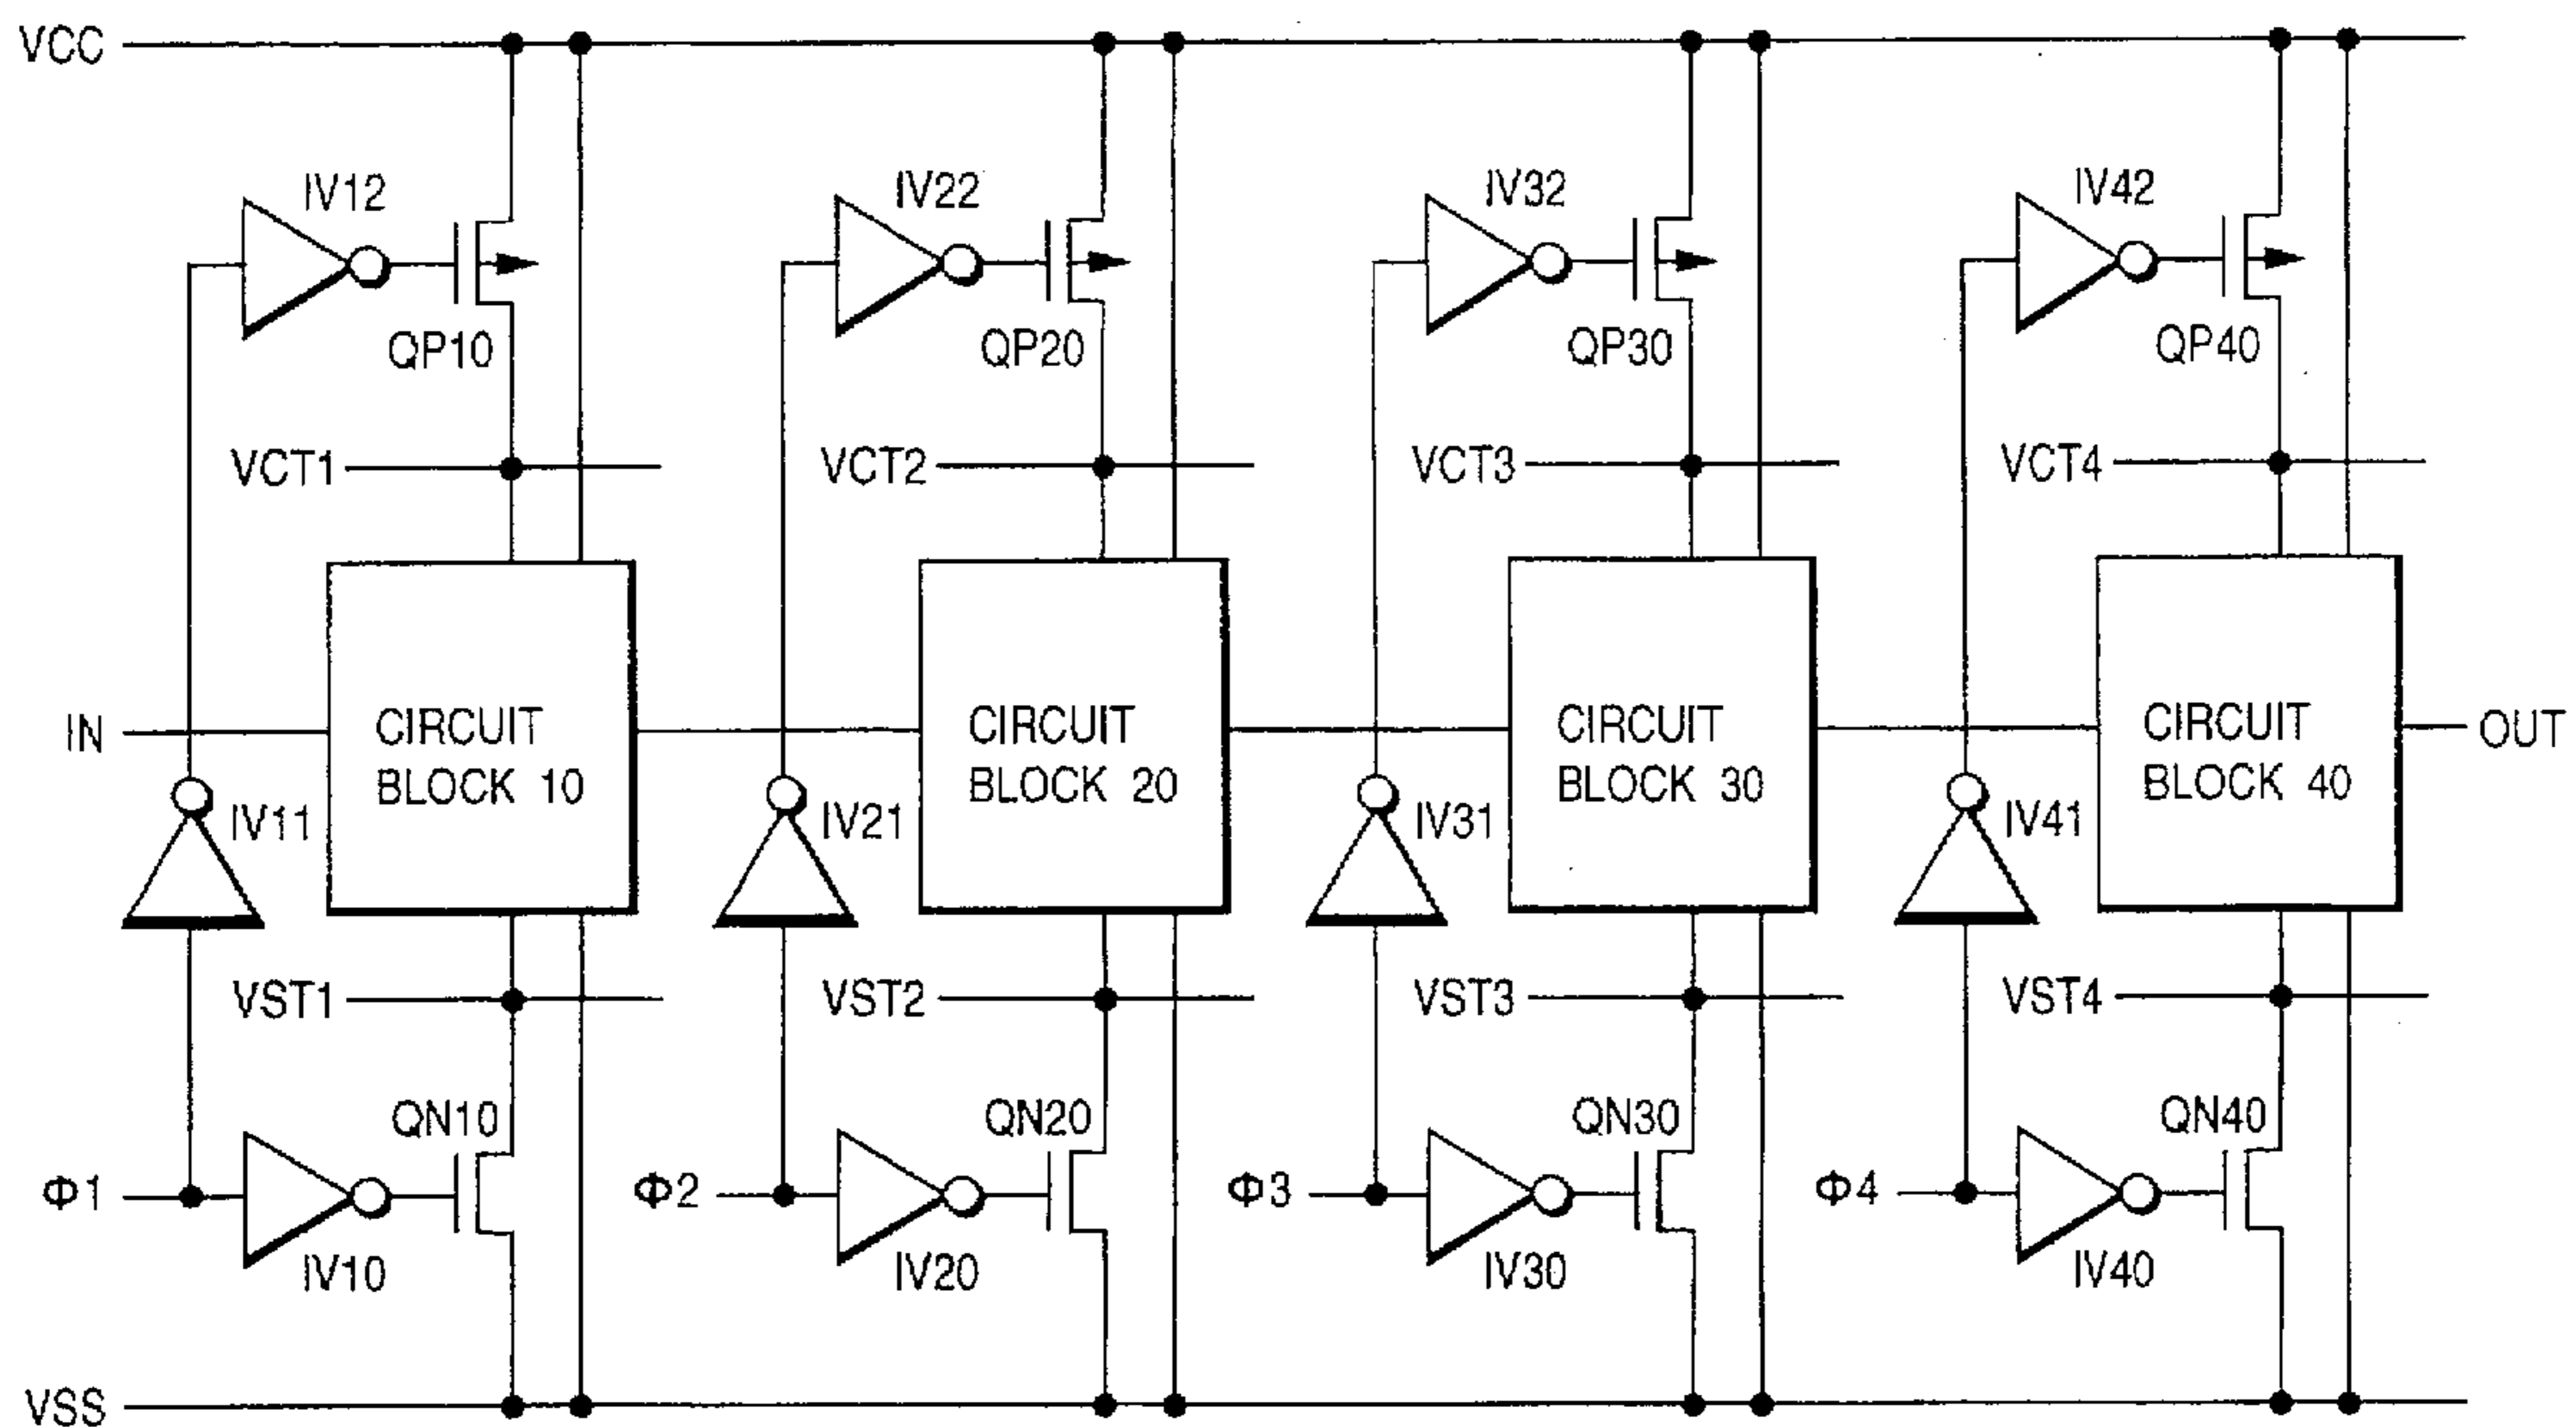 VCC
IV12
IV22
IV32
IV42
QP10
QP20
QP30
QP40
VCT1
VCT2
VCT3
VCT4
IN
CIRCUIT
BLOCK 10
CIRCUIT
BLOCK 20
CIRCUIT
BLOCK 30
CIRCUIT
BLOCK 40
OUT
IV11
IV21
IV31
IV41
VST1
VST2
VST3
VST4
QN10
QN20
QN30
QN40
Φ1
Φ2
Φ3
Φ4
IV10
IV20
IV30
IV40
VSS